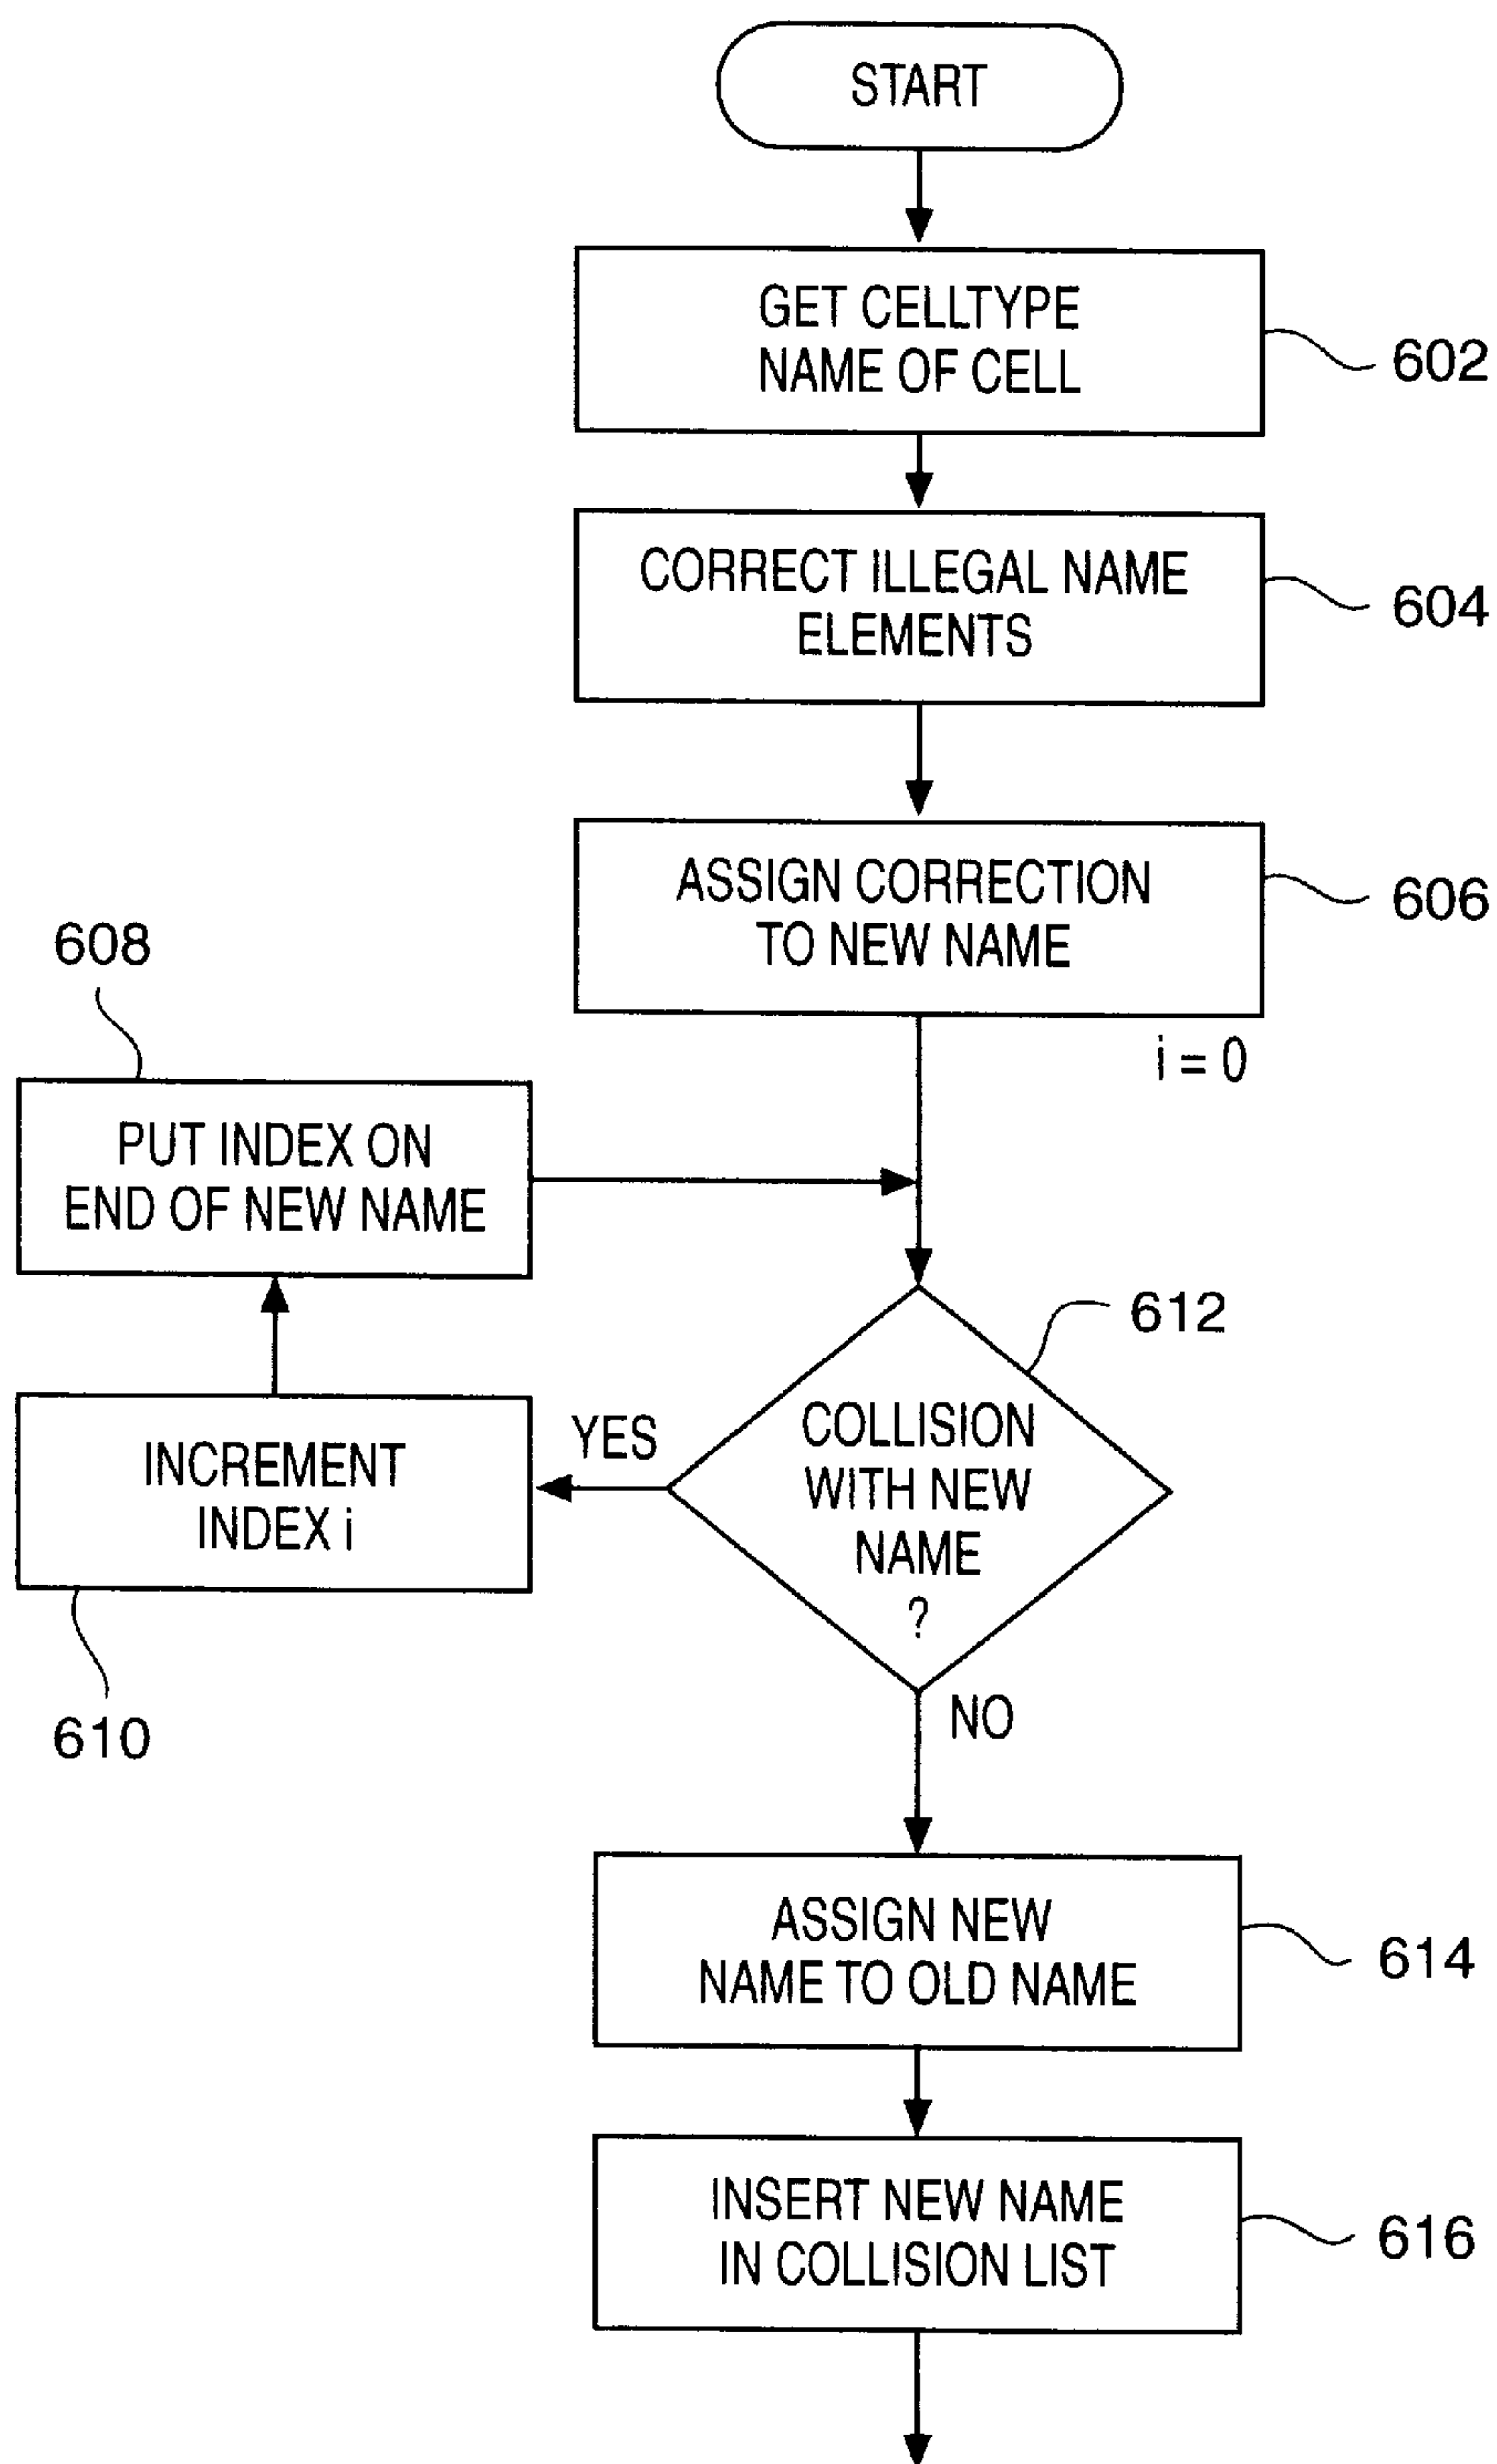 START
GET CELLTYPE
NAME OF CELL
602
CORRECT ILLEGAL NAME
ELEMENTS
604
ASSIGN CORRECTION
TO NEW NAME
606
i = 0
608
PUT INDEX ON
END OF NEW NAME
612
COLLISION
WITH NEW
NAME
?
YES
INCREMENT
INDEX i
610
NO
ASSIGN NEW
NAME TO OLD NAME
614
INSERT NEW NAME
IN COLLISION LIST
616